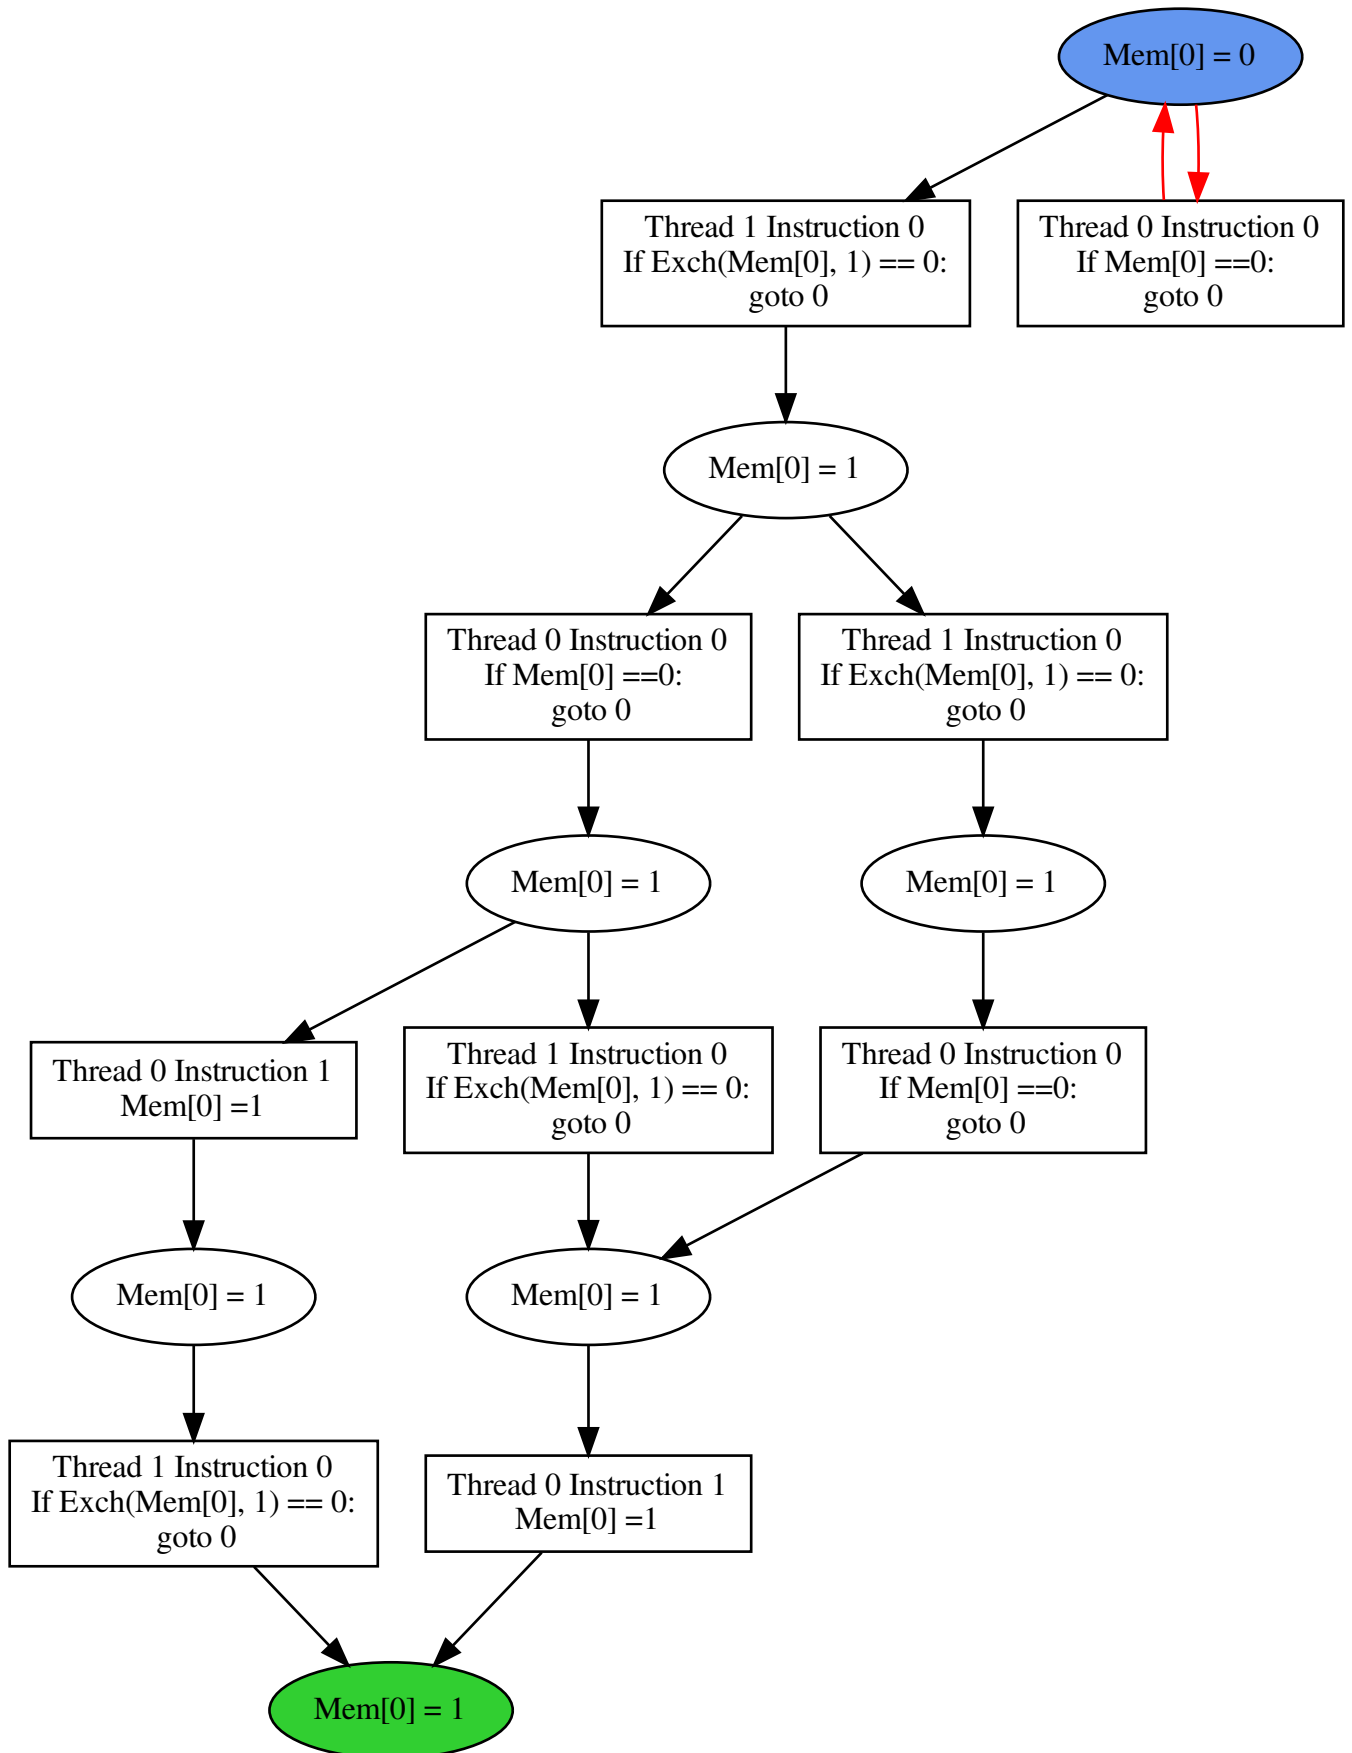 Mem[0] = 0
Thread 1 Instruction 0
If Exch(Mem[0], 1) == 0:
goto 0
Thread 0 Instruction 0
If Mem[0] ==0:
goto 0
Mem[0] = 1
Thread 0 Instruction 0
If Mem[0] ==0:
goto 0
Thread 1 Instruction 0
If Exch(Mem[0], 1) == 0:
goto 0
Mem[0] = 1
Mem[0] = 1
Thread 0 Instruction 1
Mem[0] =1
Thread 1 Instruction 0
If Exch(Mem[0], 1) == 0:
goto 0
Thread 0 Instruction 0
If Mem[0] ==0:
goto 0
Mem[0] = 1
Mem[0] = 1
Thread 1 Instruction 0
If Exch(Mem[0], 1) == 0:
goto 0
Thread 0 Instruction 1
Mem[0] =1
Mem[0] = 1